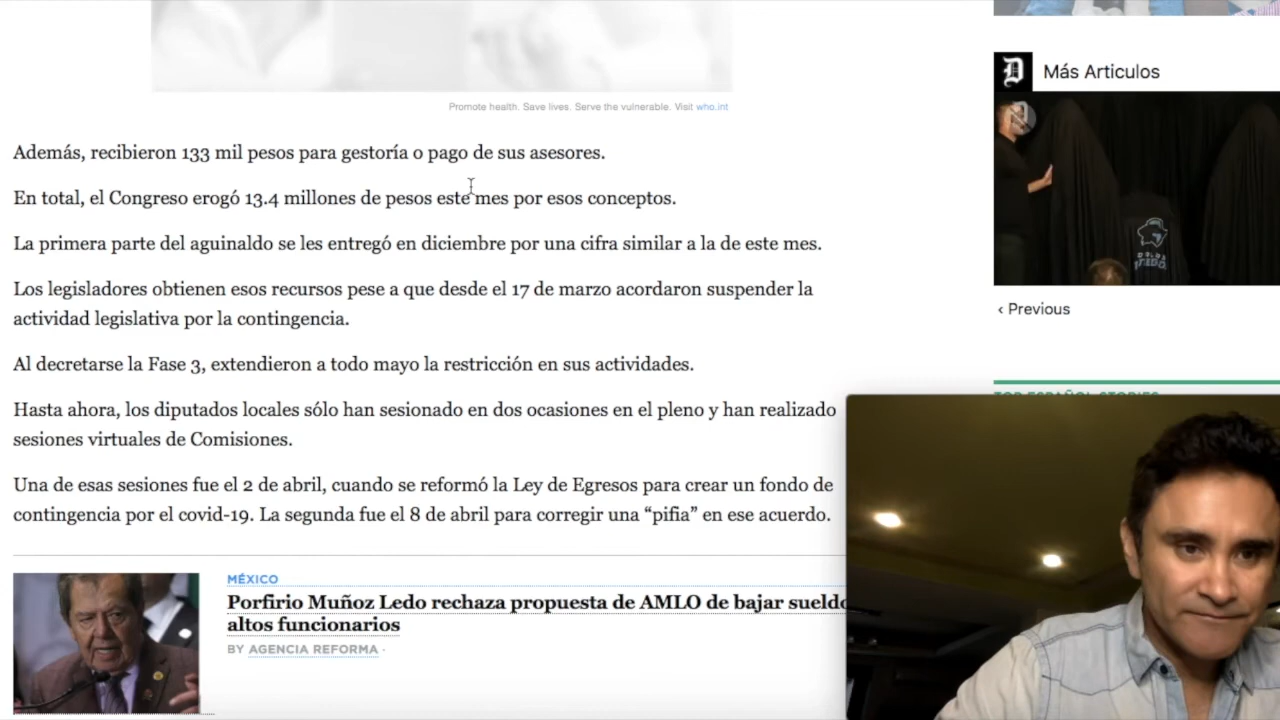 Promote health. Save lives. Serve the vulnerable. Visit who.int
Además, recibieron 133 mil pesos para gestoría o pago de sus asesores.
En total, el Congreso erogó 13.4 millones de pesos este mes por esos conceptos.
La primera parte del aguinaldo se les entregó en diciembre por una cifra similar a la de este mes.
Los legisladores obtienen esos recursos pese a que desde el 17 de marzo acordaron suspender la
actividad legislativa por la contingencia.
Al decretarse la Fase 3, extendieron a todo mayo la restricción en sus actividades.
Hasta ahora, los diputados locales sólo han sesionado en dos ocasiones en el pleno y han realizado
sesiones virtuales de Comisiones.
Una de esas sesiones fue el 2 de abril, cuando se reformó la Ley de Egresos para crear un fondo de
contingencia por el covid-19. La segunda fue el 8 de abril para corregir una “pifia” en ese acuerdo.
MÉXICO
Porfirio Muñoz Ledo rechaza propuesta de AMLO de bajar sueldo
altos funcionarios
BY AGENCIA REFORMA ·
D Más Articulos
‹ Previous
TOP ESPAÑOL STORIES